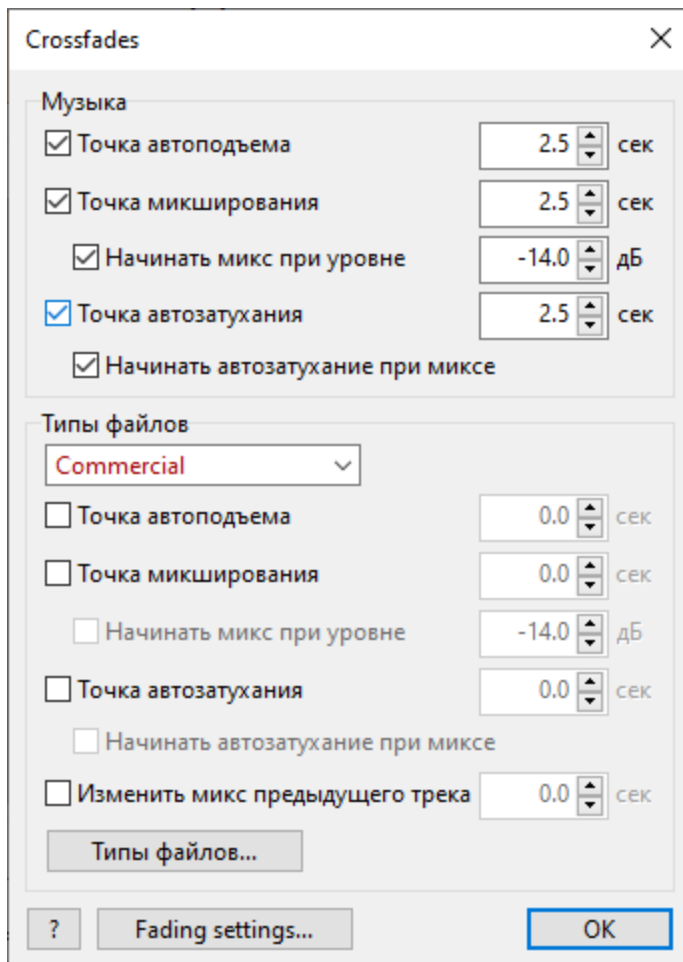 Crossfades
Музыка
Точка автоподъема 2.5 сек
Точка микширования 2.5 сек
Начинать микс при уровне -14.0 дБ
Точка автозатухания 2.5 сек
Начинать автозатухание при миксе
Типы файлов
Commercial
Точка автоподъема 0.0 сек
Точка микширования 0.0 сек
Начинать микс при уровне -14.0 дБ
Точка автозатухания 0.0 сек
Начинать автозатухание при миксе
Изменить микс предыдущего трека 0.0 сек
Типы файлов...
? Fading settings... OK